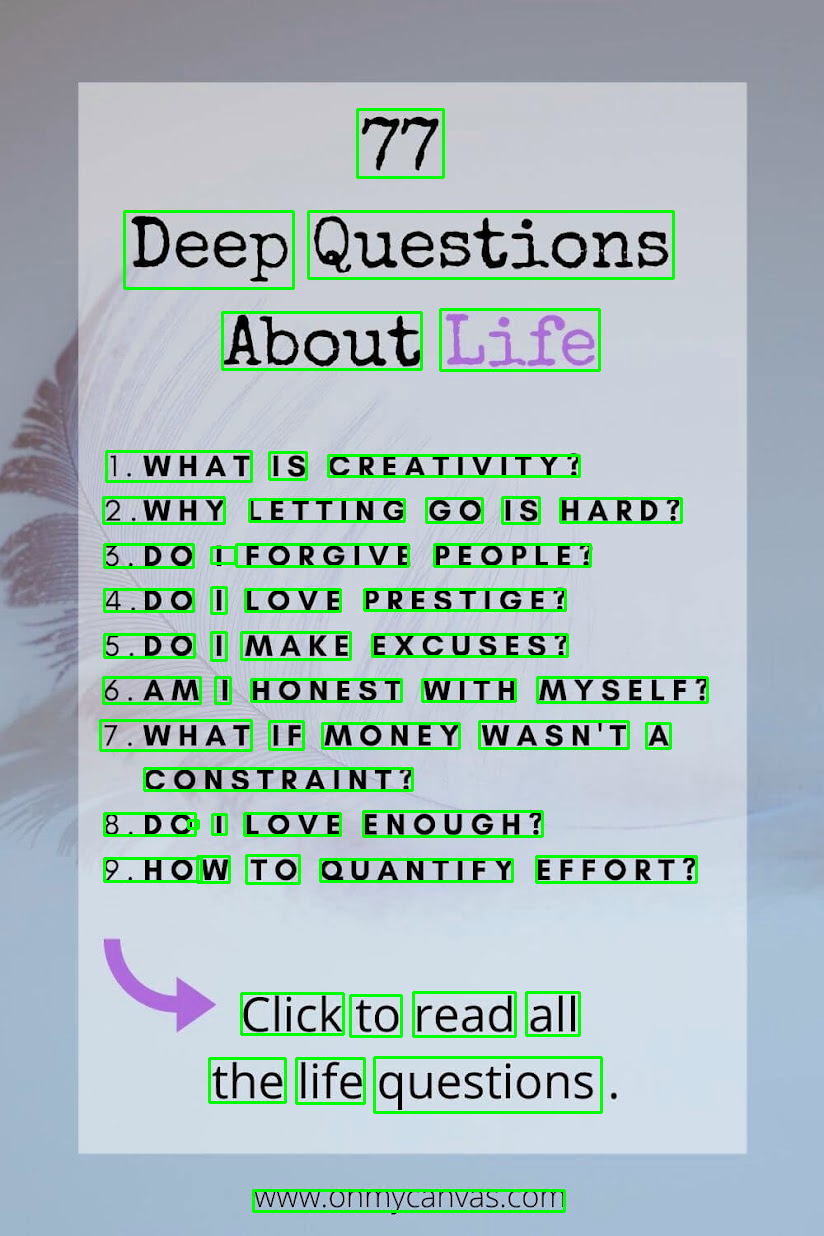 77
Deep Questions
About Life
1. WHAT IS CREATIVITY?
2. WHY LETTING GO IS HARD?
3. DO I FORGIVE PEOPLE?
4. DO I LOVE PRESTIGE?
5. DO I MAKE EXCUSES?
6. AM I HONEST WITH MYSELF?
7. WHAT IF MONEY WASN'T A
CONSTRAINT?
8. DO I LOVE ENOUGH?
9. HOW TO QUANTIFY EFFORT?
Click to read all
the life questions.
www.onmycanvas.com